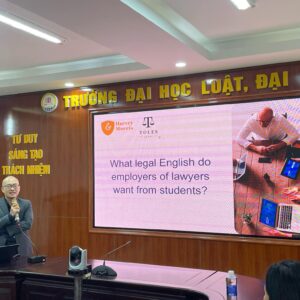 TRƯỜNG ĐẠI HỌC LUẬT, ĐẠI
TƯ DUY
SÁNG TẠO
TRÁCH NHIỆM
Harvey
Morris
TOLES
What legal English do
employers of lawyers
want from students?